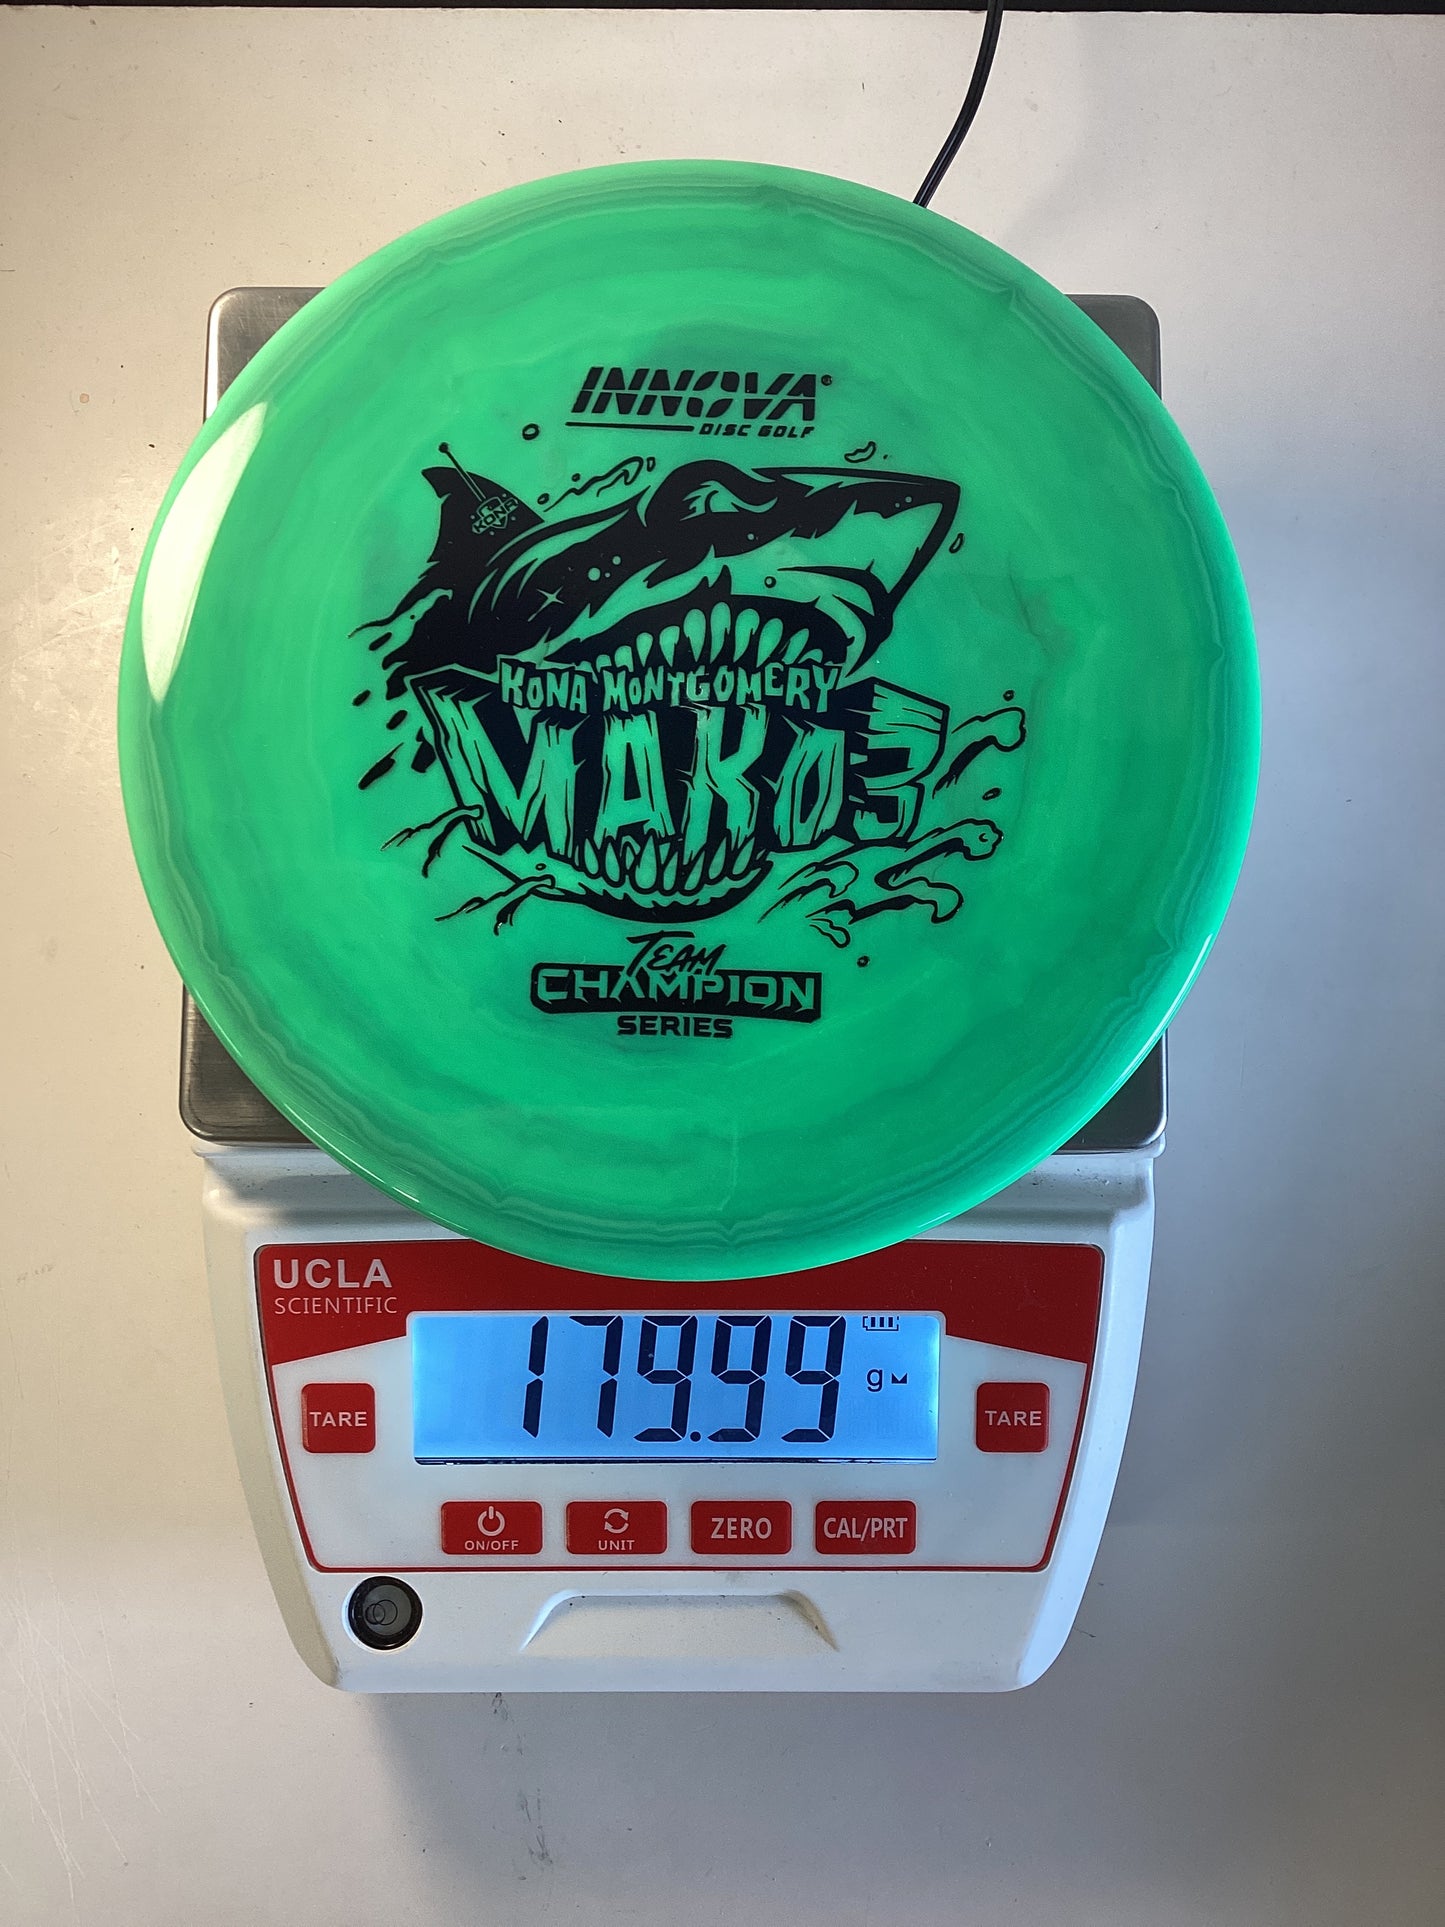 INNOVA®
DISC GOLF
KONA
KONA MONTGOMERY
MAKO3
TEAM
CHAMPION
SERIES
UCLA
SCIENTIFIC
179.99 g
TARE
TARE
ON/OFF
UNIT
ZERO
CAL/PRT